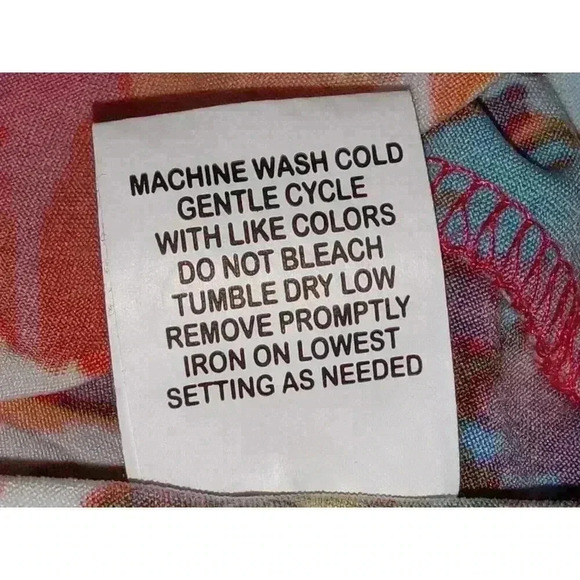 MACHINE WASH COLD
GENTLE CYCLE
WITH LIKE COLORS
DO NOT BLEACH
TUMBLE DRY LOW
REMOVE PROMPTLY
IRON ON LOWEST
SETTING AS NEEDED